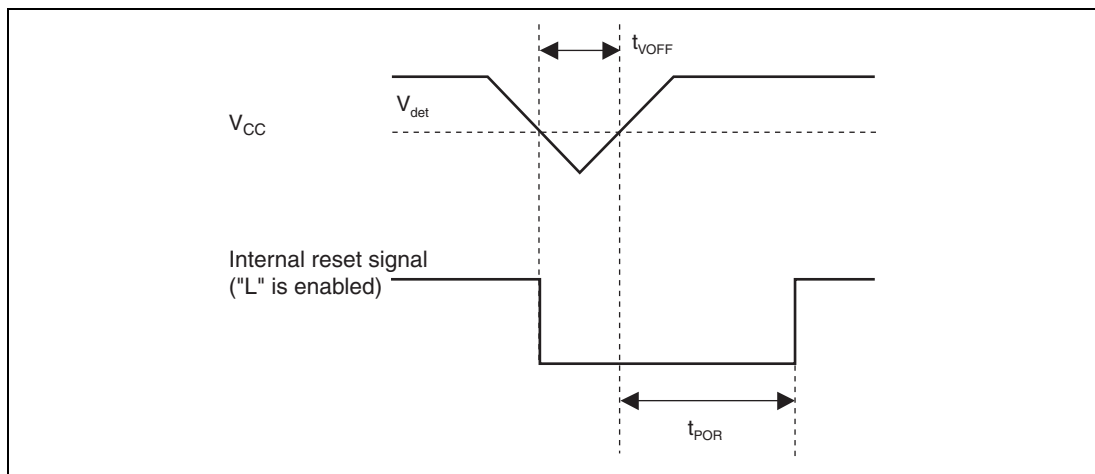 tVOFF
Vdet
VCC
Internal reset signal
("L" is enabled)
tPOR